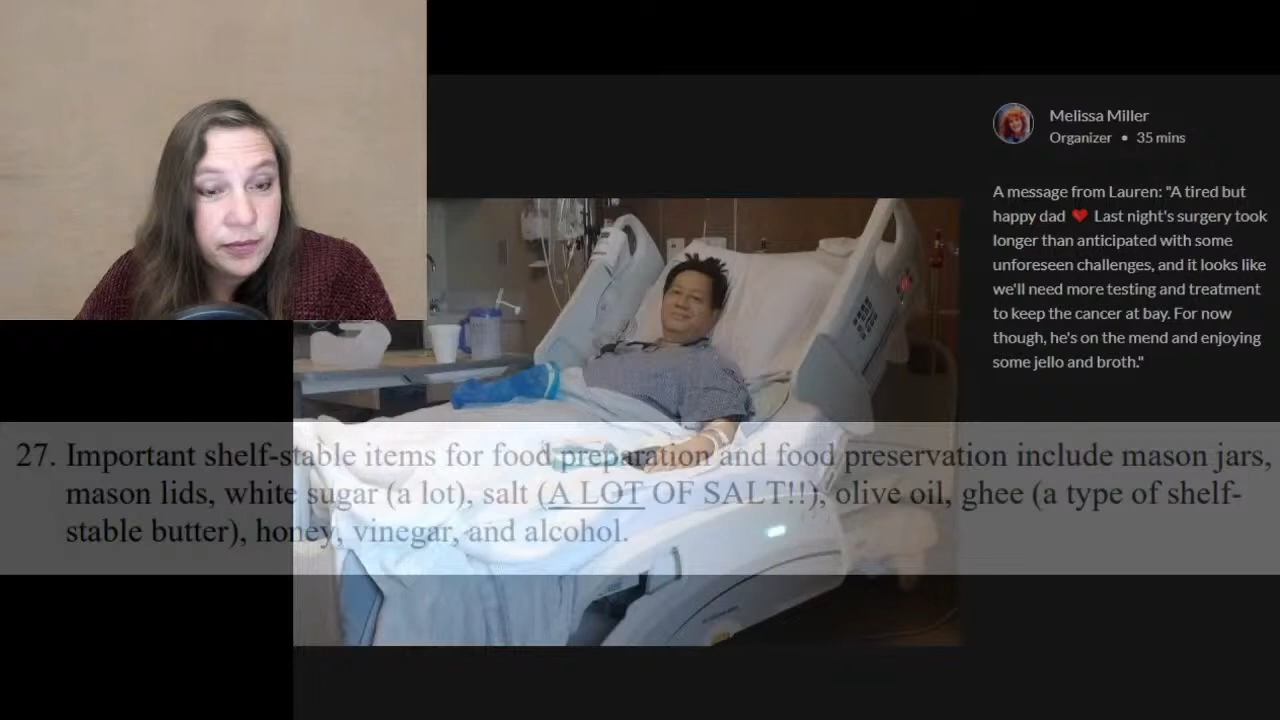 Melissa Miller
Organizer • 35 mins
A message from Lauren: "A tired but
happy dad ❤️ Last night's surgery took
longer than anticipated with some
unforeseen challenges, and it looks like
we'll need more testing and treatment
to keep the cancer at bay. For now
though, he's on the mend and enjoying
some jello and broth."
27. Important shelf-stable items for food preparation and food preservation include mason jars,
mason lids, white sugar (a lot), salt (A LOT OF SALT!!), olive oil, ghee (a type of shelf-
stable butter), honey, vinegar, and alcohol.